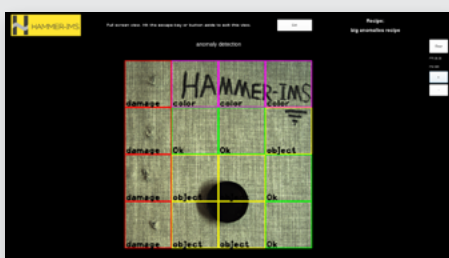 HAMMER-IMS
Full screen view. Hit the escape-key or button aside to exit this view.
Exit
Recipe:
big anomalies recipe
anomaly detection
HAMMER-IMS
damage
color
color
color
damage
Ok
Ok
object
damage
object
Ok
damage
object
object
Ok